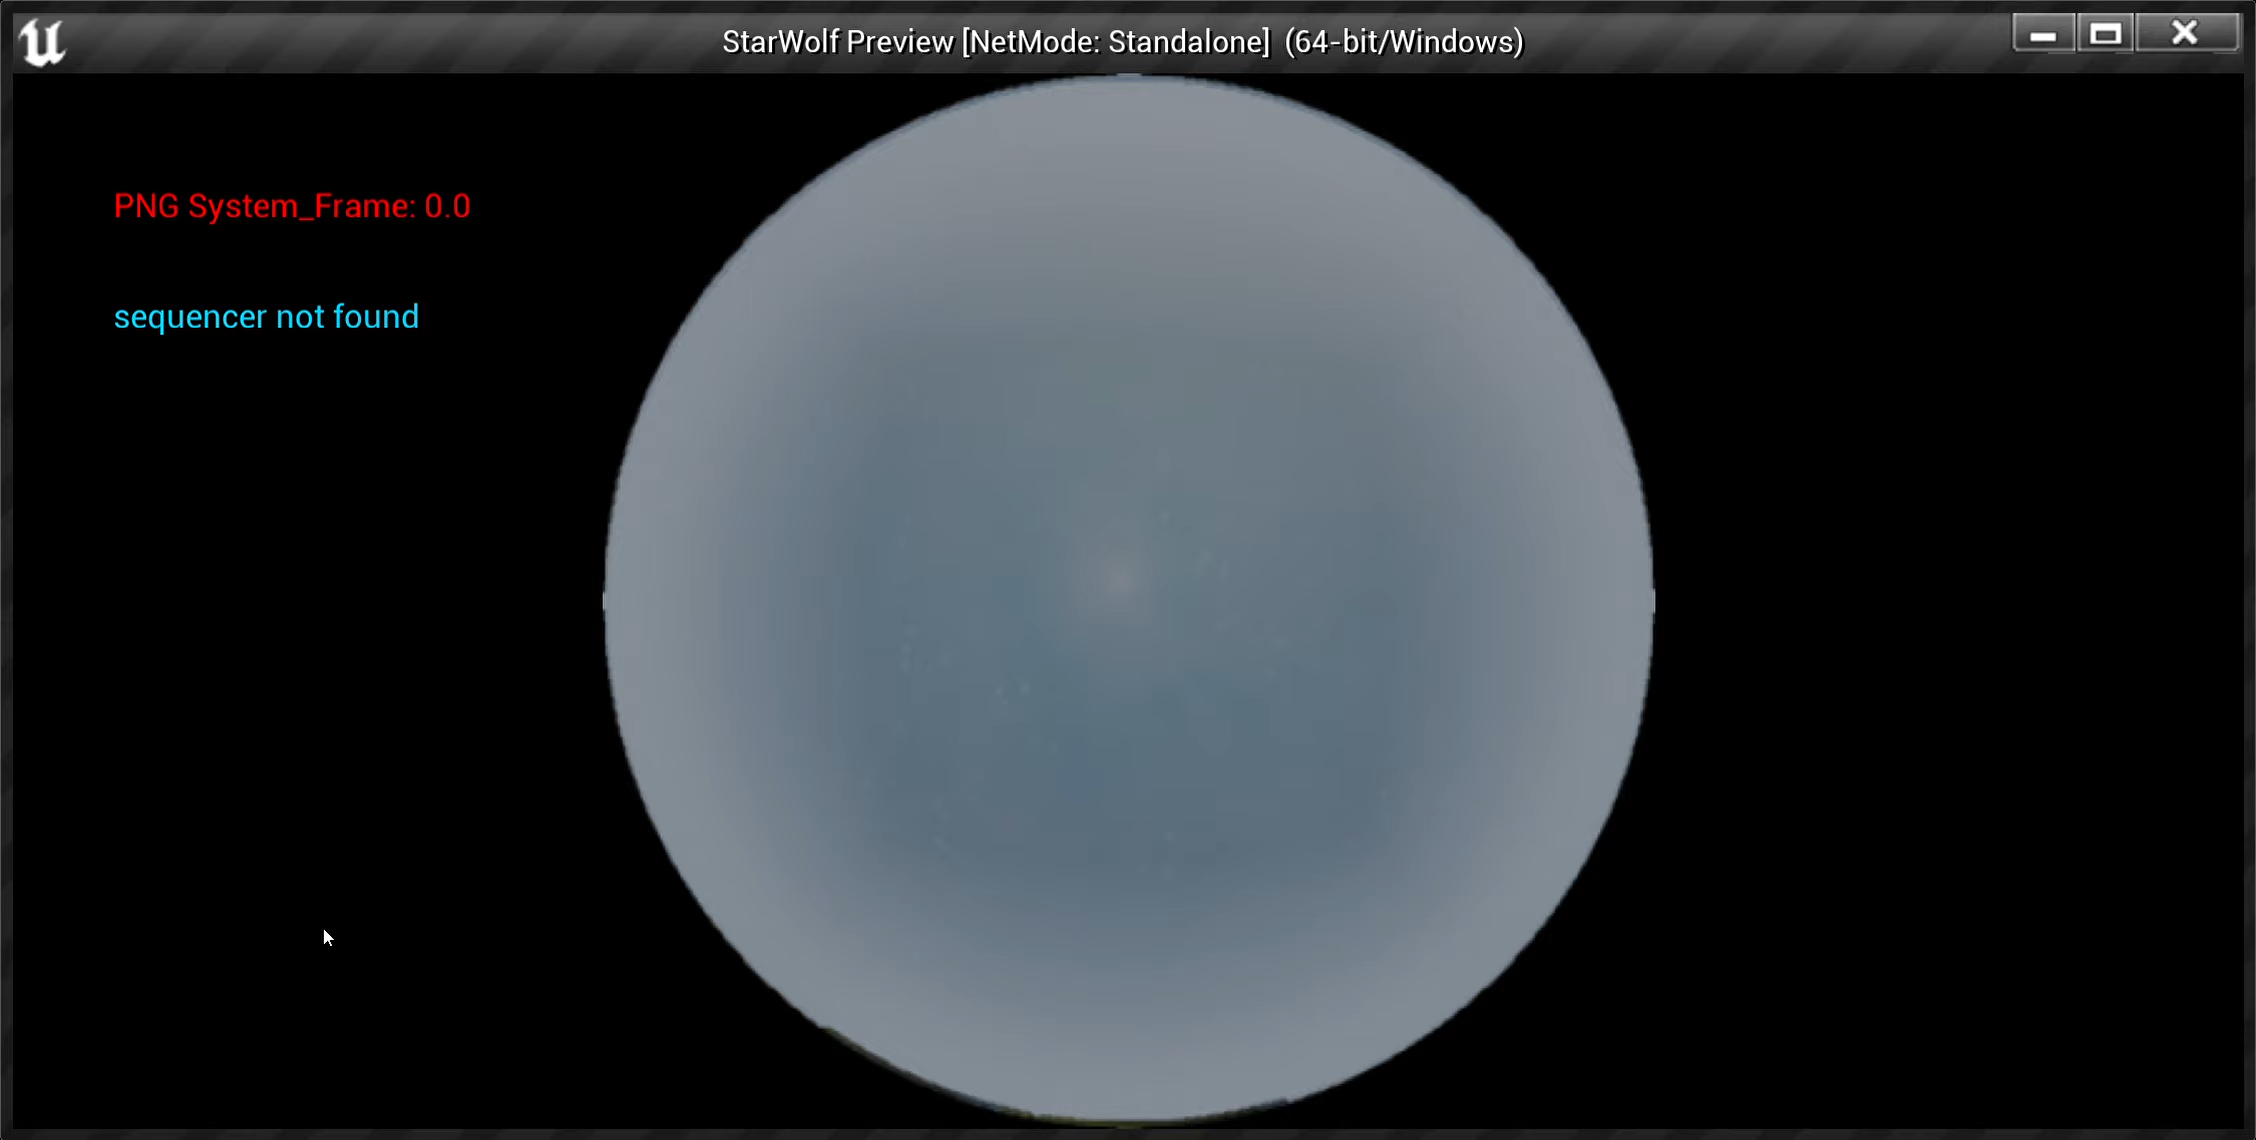 StarWolf Preview [NetMode: Standalone] (64-bit/Windows)
PNG System_Frame: 0.0
sequencer not found